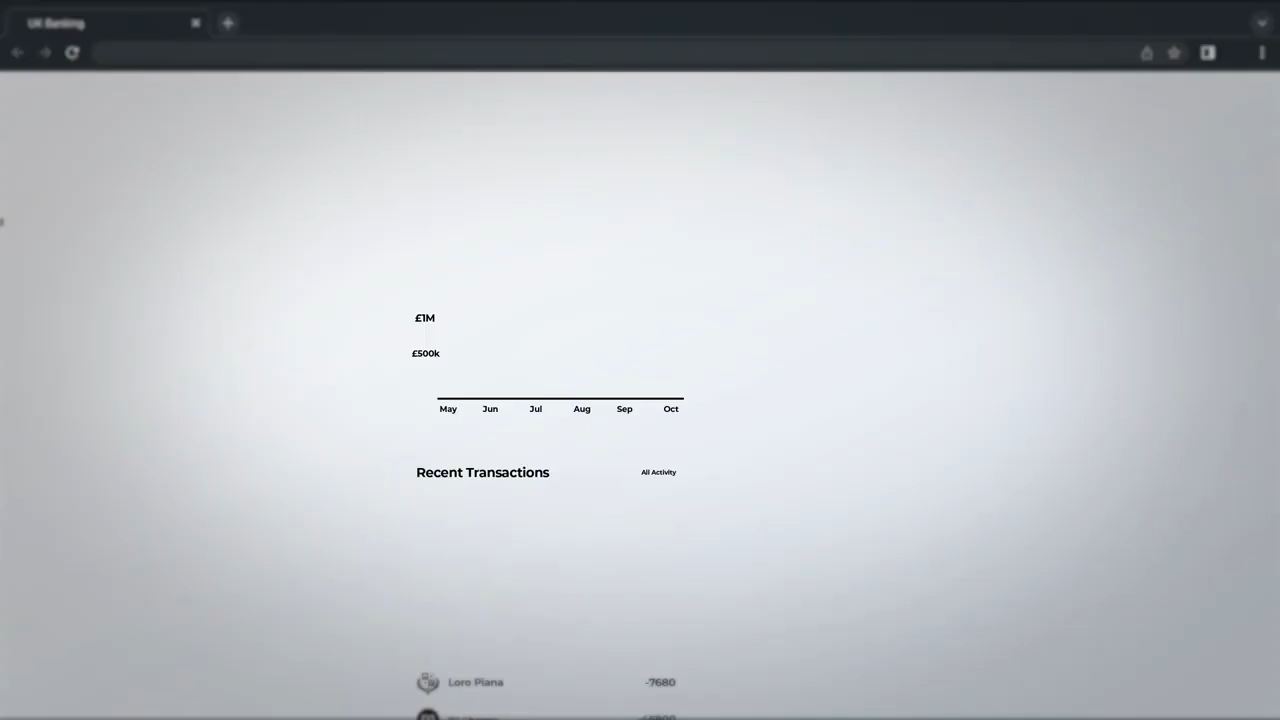 UK Banking
£1M
£500k
May Jun Jul Aug Sep Oct
Recent Transactions All Activity
Loro Piana -7680